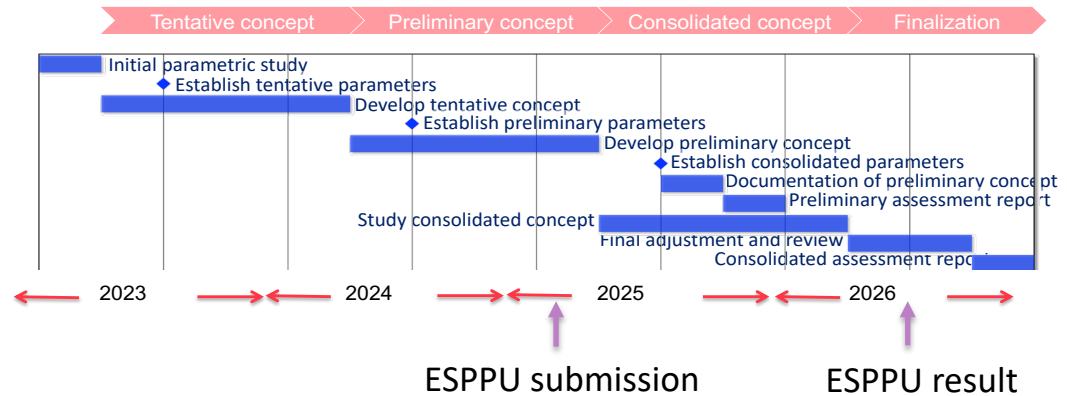 Tentative concept Preliminary concept Consolidated concept Finalization
Initial parametric study
Establish tentative parameters
Develop tentative concept
Establish preliminary parameters
Develop preliminary concept
Establish consolidated parameters
Documentation of preliminary concept
Preliminary assessment report
Study consolidated concept
Final adjustment and review
Consolidated assessment
2023 2024 2025 2026
ESPPU submission ESPPU result